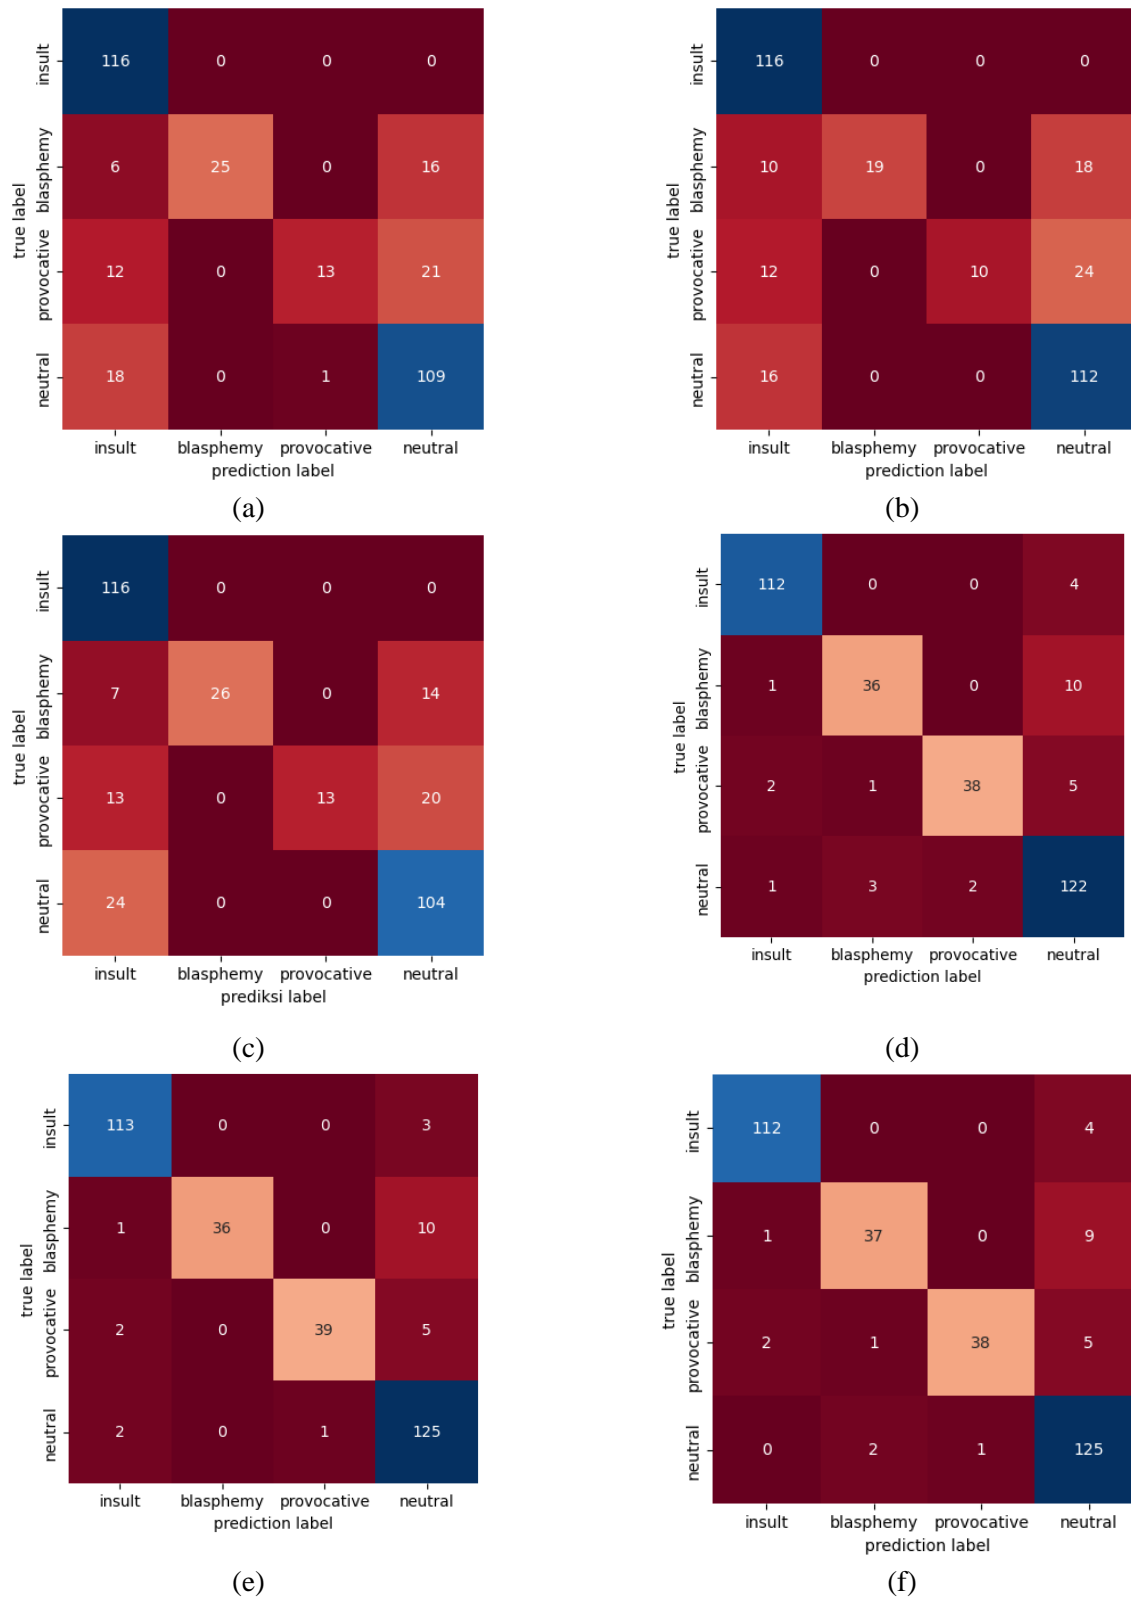 insult 116 0 0 0
blasphemy 6 25 0 16
provocative 12 0 13 21
neutral 18 0 1 109
true label
insult blasphemy provocative neutral
prediction label
(a)
insult 116 0 0 0
blasphemy 10 19 0 18
provocative 12 0 10 24
neutral 16 0 0 112
true label
insult blasphemy provocative neutral
prediction label
(b)
insult 116 0 0 0
blasphemy 7 26 0 14
provocative 13 0 13 20
neutral 24 0 0 104
true label
insult blasphemy provocative neutral
prediksi label
(c)
insult 112 0 0 4
blasphemy 1 36 0 10
provocative 2 1 38 5
neutral 1 3 2 122
true label
insult blasphemy provocative neutral
prediction label
(d)
insult 113 0 0 3
blasphemy 1 36 0 10
provocative 2 0 39 5
neutral 2 0 1 125
true label
insult blasphemy provocative neutral
prediction label
(e)
insult 112 0 0 4
blasphemy 1 37 0 9
provocative 2 1 38 5
neutral 0 2 1 125
true label
insult blasphemy provocative neutral
prediction label
(f)